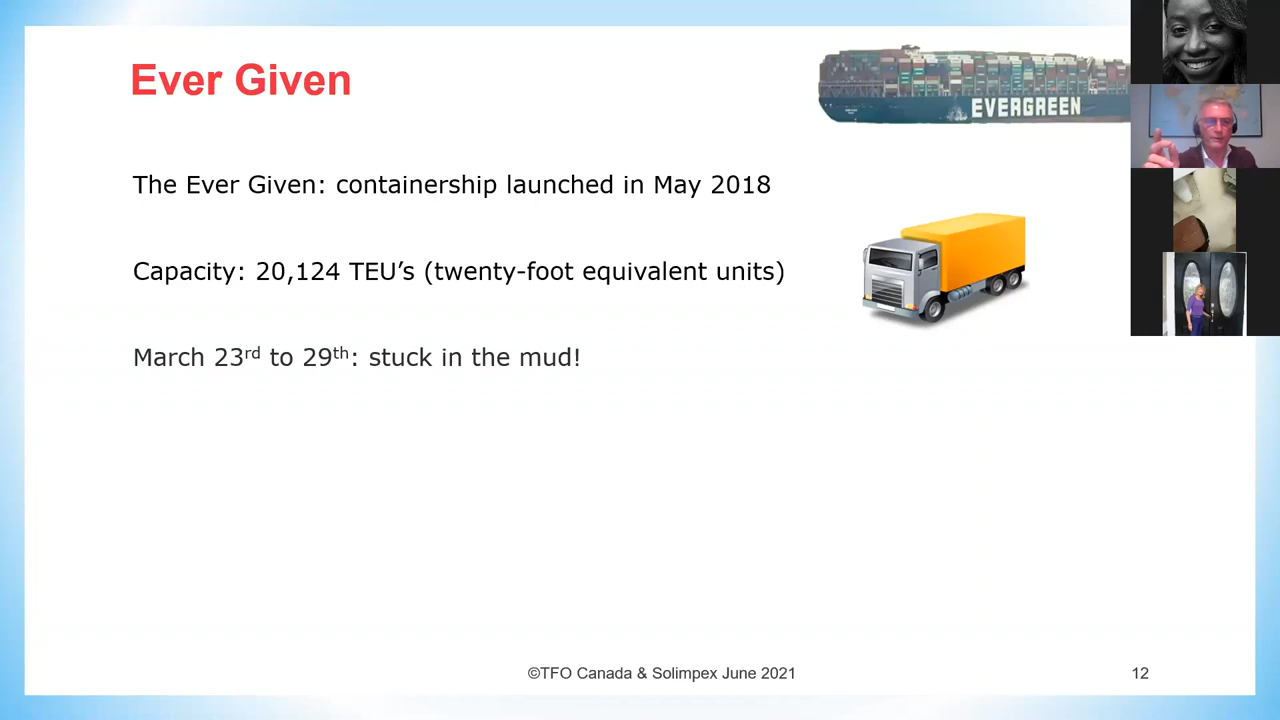 Ever Given
EVERGREEN
The Ever Given: containership launched in May 2018
Capacity: 20,124 TEU’s (twenty-foot equivalent units)
March 23rd to 29th: stuck in the mud!
©TFO Canada & Solimpex June 2021
12